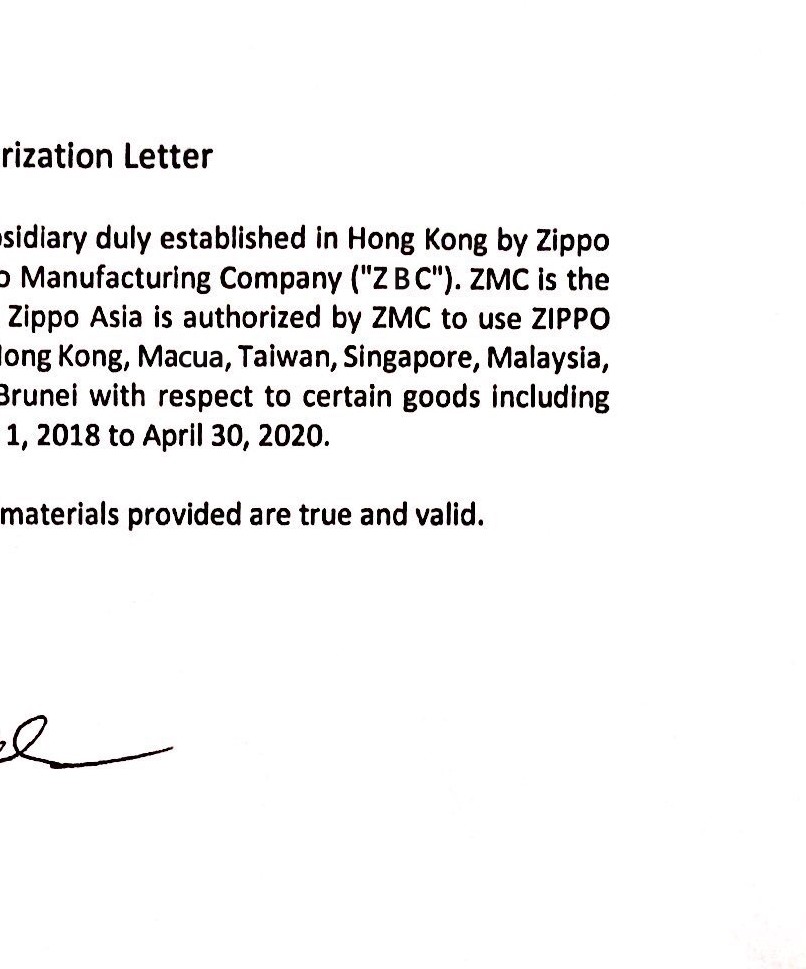 rization Letter
sidiary duly established in Hong Kong by Zippo
o Manufacturing Company ("Z B C"). ZMC is the
Zippo Asia is authorized by ZMC to use ZIPPO
ong Kong, Macua, Taiwan, Singapore, Malaysia,
Brunei with respect to certain goods including
1, 2018 to April 30, 2020.
materials provided are true and valid.